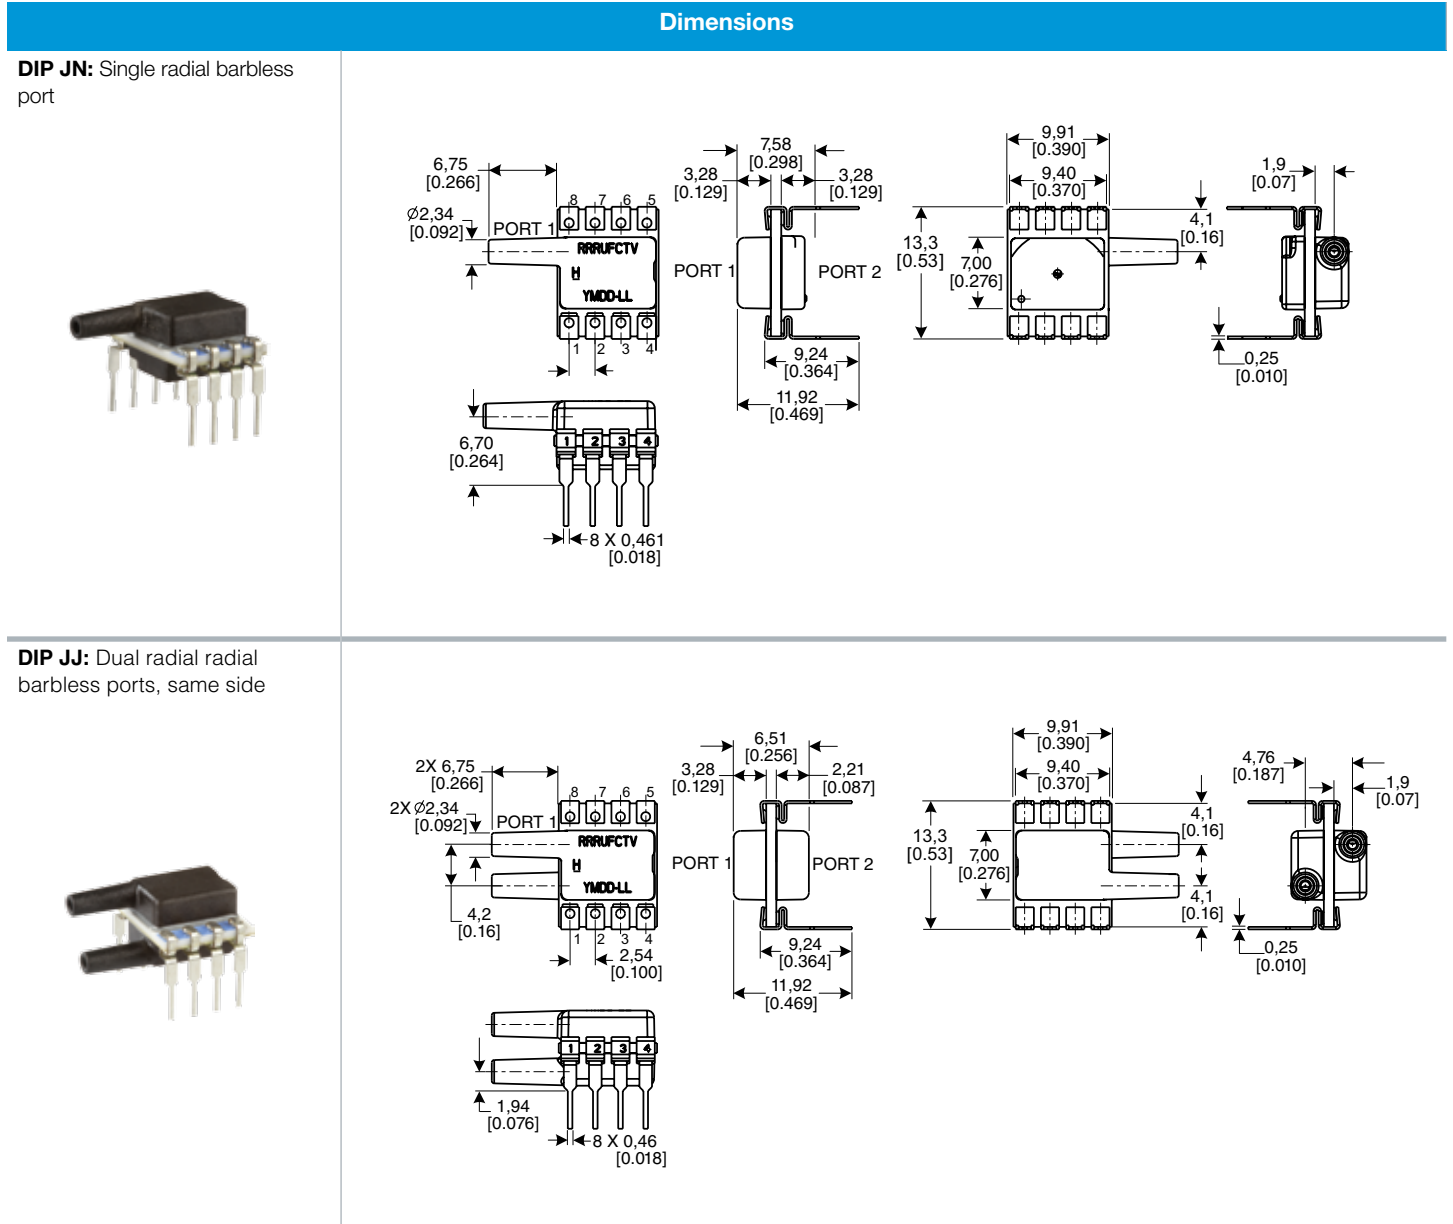 Dimensions
DIP JN: Single radial barbless
port
6,75
[0.266]
Ø2,34
[0.092]
PORT 1
8 7 6 5
RRRUFCTV
H
YMDD-LL
1 2 3 4
7,58
[0.298]
3,28
[0.129]
3,28
[0.129]
PORT 1
PORT 2
9,24
[0.364]
11,92
[0.469]
9,91
[0.390]
9,40
[0.370]
4,1
[0.16]
13,3
[0.53]
7,00
[0.276]
1,9
[0.07]
0,25
[0.010]
6,70
[0.264]
1 2 3 4
8 X 0,461
[0.018]
DIP JJ: Dual radial radial
barbless ports, same side
2X 6,75
[0.266]
2X Ø2,34
[0.092]
PORT 1
8 7 6 5
RRRUFCTV
H
YMDD-LL
1 2 3 4
4,2
[0.16]
2,54
[0.100]
6,51
[0.256]
3,28
[0.129]
2,21
[0.087]
PORT 1
PORT 2
9,24
[0.364]
11,92
[0.469]
9,91
[0.390]
9,40
[0.370]
4,1
[0.16]
13,3
[0.53]
7,00
[0.276]
4,1
[0.16]
4,76
[0.187]
1,9
[0.07]
0,25
[0.010]
1 2 3 4
1,94
[0.076]
8 X 0,46
[0.018]